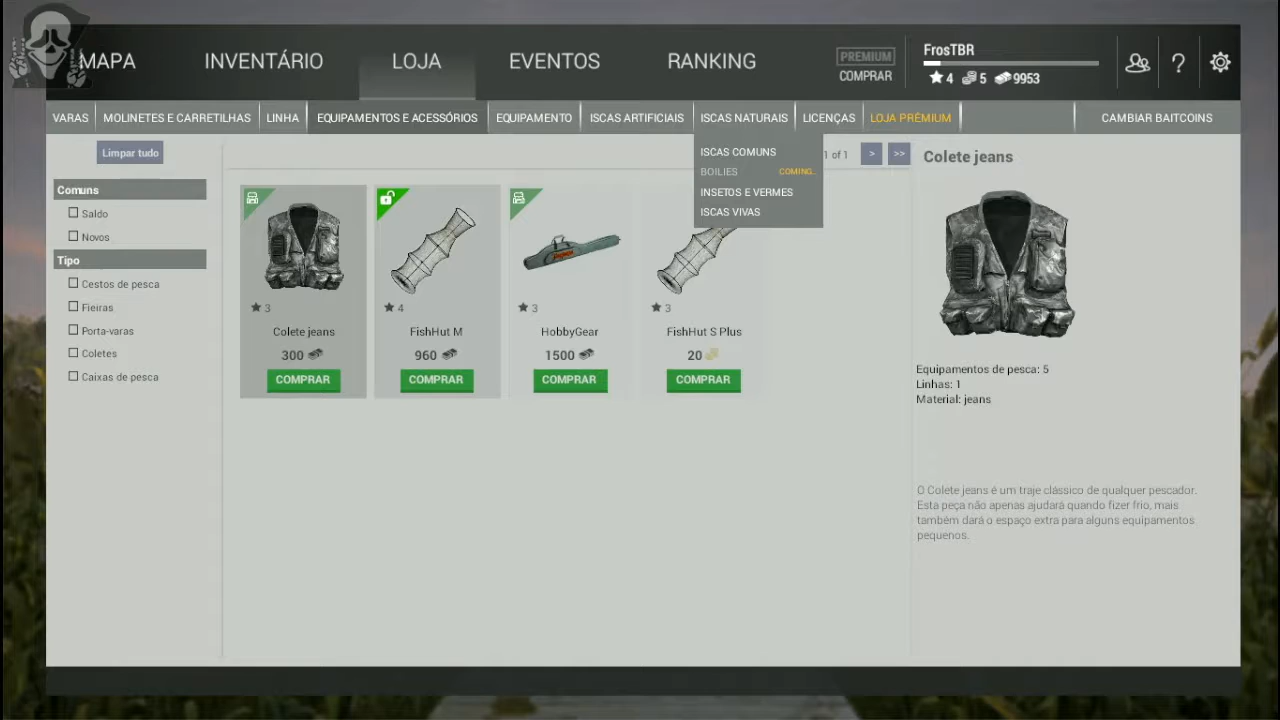 MAPA
INVENTÁRIO
LOJA
EVENTOS
RANKING
PREMIUM
COMPRAR
FrosTBR
4 5 9953
?
VARAS
MOLINETES E CARRETILHAS
LINHA
EQUIPAMENTOS E ACESSÓRIOS
EQUIPAMENTO
ISCAS ARTIFICIAIS
ISCAS NATURAIS
LICENÇAS
LOJA PRÉMIUM
CAMBIAR BAITCOINS
ISCAS COMUNS
BOILIES COMING..
INSETOS E VERMES
ISCAS VIVAS
Limpar tudo
Comuns
Saldo
Novos
Tipo
Cestos de pesca
Fieiras
Porta-varas
Coletes
Caixas de pesca
1 of 1 > >>
3
Colete jeans
300
COMPRAR
4
FishHut M
960
COMPRAR
3
HobbyGear
1500
COMPRAR
3
FishHut S Plus
20
COMPRAR
Colete jeans
Equipamentos de pesca: 5
Linhas: 1
Material: jeans
O Colete jeans é um traje clássico de qualquer pescador.
Esta peça não apenas ajudará quando fizer frio, mais
também dará o espaço extra para alguns equipamentos
pequenos.